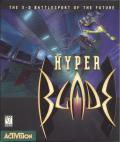 THE 3-D BATTLESPORT OF THE FUTURE
HYPER
BLADE
ACTIVISION